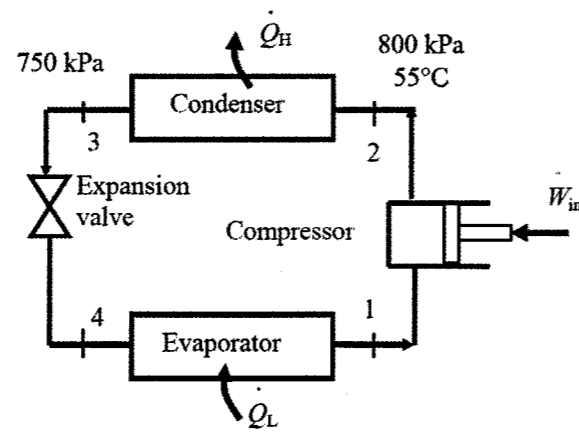 Q̇H
750 kPa
800 kPa
55°C
Condenser
3
2
Expansion
valve
Compressor
Ẇin
4
1
Evaporator
Q̇L